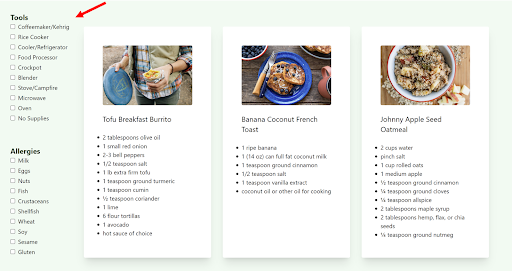 Tools
Coffeemaker/Kehrig
Rice Cooker
Cooler/Refrigerator
Food Processor
Crockpot
Blender
Stove/Campfire
Microwave
Oven
No Supplies
Allergies
Milk
Eggs
Nuts
Fish
Crustaceans
Shellfish
Wheat
Soy
Sesame
Gluten
Tofu Breakfast Burrito
2 tablespoons olive oil
1 small red onion
2-3 bell peppers
1/2 teaspoon salt
1 lb extra firm tofu
1 teaspoon ground turmeric
1 teaspoon cumin
½ teaspoon coriander
1 lime
6 flour tortillas
1 avocado
hot sauce of choice
Banana Coconut French
Toast
1 ripe banana
1 (14 oz) can full fat coconut milk
1 teaspoon ground cinnamon
1/2 teaspoon salt
1 teaspoon vanilla extract
coconut oil or other oil for cooking
Johnny Apple Seed
Oatmeal
2 cups water
pinch salt
1 cup rolled oats
1 medium apple
½ teaspoon ground cinnamon
¼ teaspoon ground cloves
¼ teaspoon allspice
2 tablespoons maple syrup
2 tablespoons hemp, flax, or chia
seeds
¼ teaspoon ground nutmeg